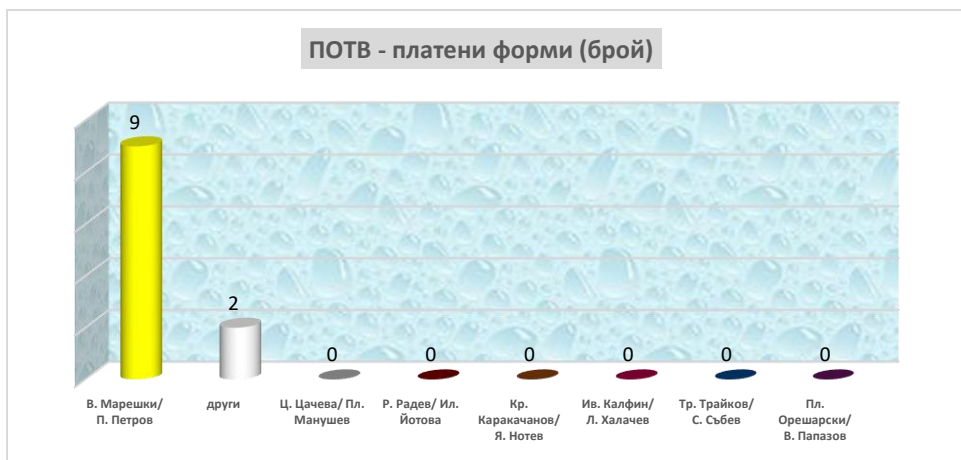 ПОТВ - платени форми (брой)
9
2
0
0
0
0
0
0
В. Марешки/
П. Петров
други
Ц. Цачева/ Пл.
Манушев
Р. Радев/ Ил.
Йотова
Кр.
Каракачанов/
Я. Нотев
Ив. Калфин/
Л. Халачев
Тр. Трайков/
С. Събев
Пл.
Орешарски/
В. Папазов